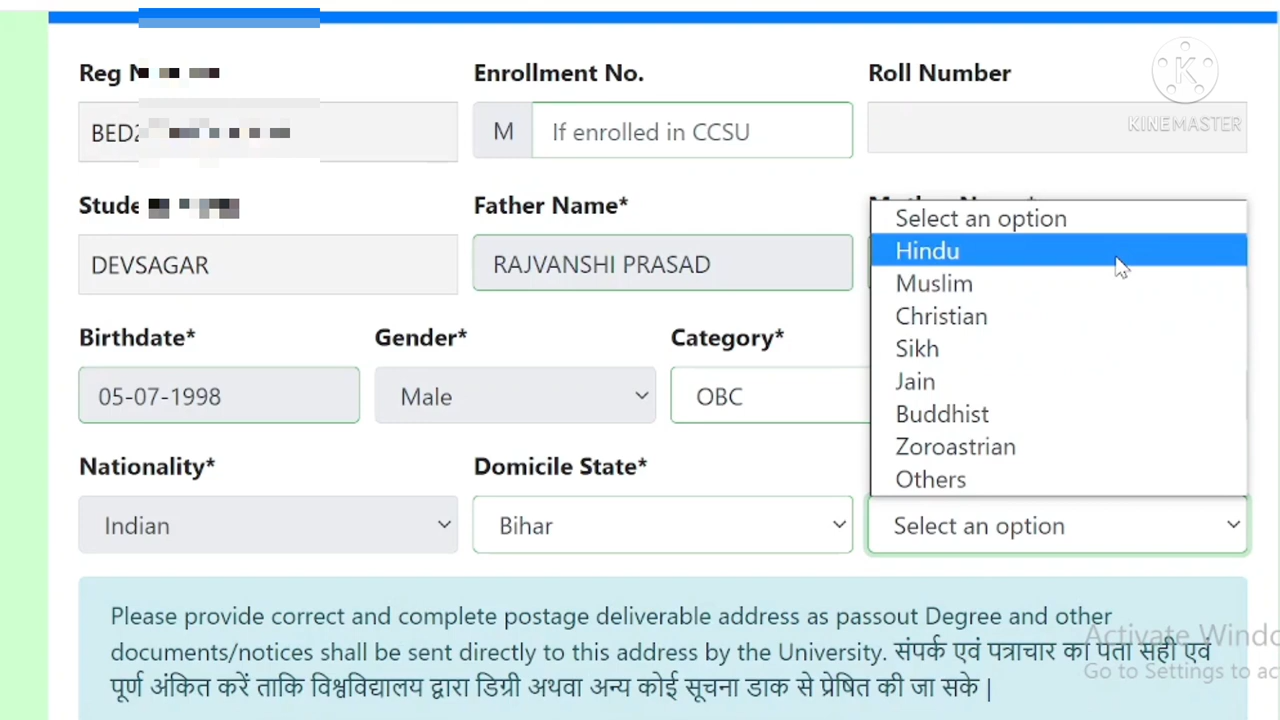 Reg
Enrollment No.
Roll Number
KINEMASTER
BED
M
If enrolled in CCSU
Father Name*
DEVSAGAR
RAJVANSHI PRASAD
Select an option
Hindu
Muslim
Christian
Sikh
Jain
Buddhist
Zoroastrian
Others
Birthdate*
Gender*
Category*
05-07-1998
Male
OBC
Nationality*
Domicile State*
Indian
Bihar
Select an option
Please provide correct and complete postage deliverable address as passout Degree and other
documents/notices shall be sent directly to this address by the University. संपर्क एवं पत्राचार का पता सही एवं
पूर्ण अंकित करें ताकि विश्वविद्यालय द्वारा डिग्री अथवा अन्य कोई सूचना डाक से प्रेषित की जा सके |
Activate
Go to Settings to